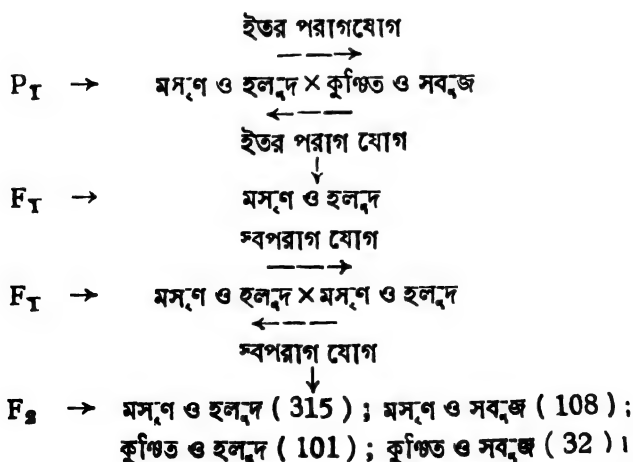 ইতর পরাগযোগ
———→
P₁ → মসৃণ ও হলুদ × কুঞ্চিত ও সবুজ
←———
ইতর পরাগ যোগ
↓
F₁ → মসৃণ ও হলুদ
স্বপরাগ যোগ
———→
F₁ → মসৃণ ও হলুদ × মসৃণ ও হলুদ
←———
স্বপরাগ যোগ
↓
F₂ → মসৃণ ও হলুদ ( 315 ) ; মসৃণ ও সবুজ ( 108 ) ;
কুঞ্চিত ও হলুদ ( 101 ) ; কুঞ্চিত ও সবুজ ( 32 ) ।